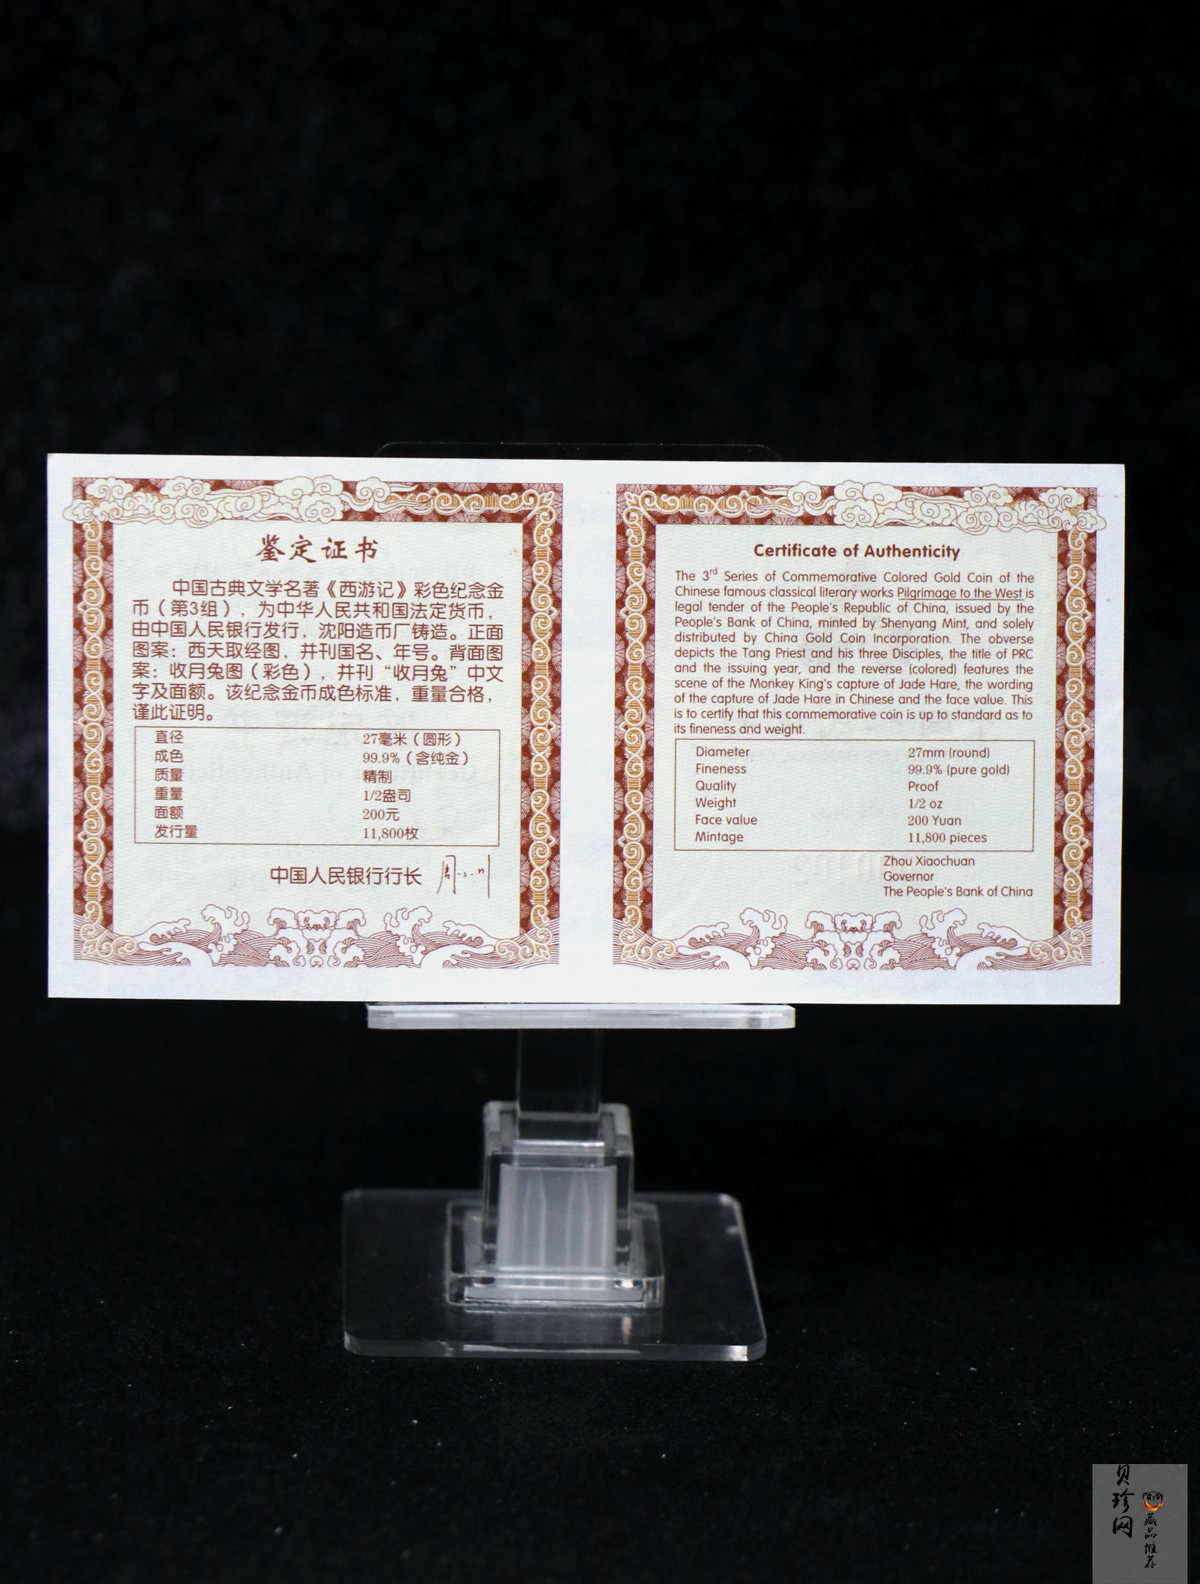 鉴定证书
中国古典文学名著《西游记》彩色纪念金
币（第3组），为中华人民共和国法定货币，
由中国人民银行发行，沈阳造币厂铸造。正面
图案：西天取经图，并刊国名、年号。背面图
案：收月兔图（彩色），并刊“收月兔”中文
字及面额。该纪念金币成色标准，重量合格，
谨此证明。
直径 27毫米（圆形）
成色 99.9%（含纯金）
质量 精制
重量 1/2盎司
面额 200元
发行量 11,800枚
中国人民银行行长
Certificate of Authenticity
The 3rd Series of Commemorative Colored Gold Coin of the
Chinese famous classical literary works Pilgrimage to the West is
legal tender of the People's Republic of China, issued by the
People's Bank of China, minted by Shenyang Mint, and solely
distributed by China Gold Coin Incorporation. The obverse
depicts the Tang Priest and his three Disciples, the title of PRC
and the issuing year, and the reverse (colored) features the
scene of the Monkey King's capture of Jade Hare, the wording
of the capture of Jade Hare in Chinese and the face value. This
is to certify that this commemorative coin is up to standard as to
its fineness and weight.
Diameter 27mm (round)
Fineness 99.9% (pure gold)
Quality Proof
Weight 1/2 oz
Face value 200 Yuan
Mintage 11,800 pieces
Zhou Xiaochuan
Governor
The People's Bank of China
贝珍网
藏品推荐